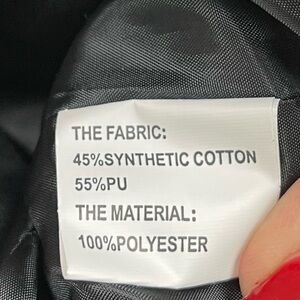 THE FABRIC:
45%SYNTHETIC COTTON
55%PU
THE MATERIAL:
100%POLYESTER